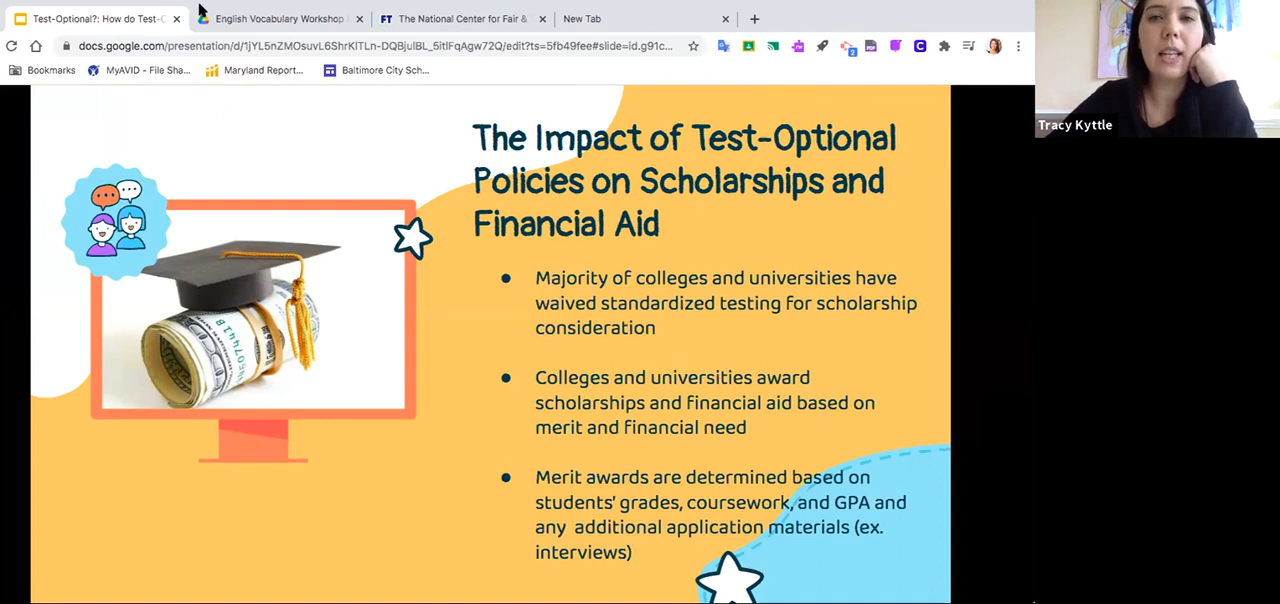 Test-Optional?: How do Test-O
English Vocabulary Workshop
FT The National Center for Fair &
New Tab
docs.google.com/presentation/d/1jYL5nZMOsuvL6ShrKlTLn-DQBjulBL_5itlFqAgw72Q/edit?ts=5fb49fee#slide=id.g91c...
Bookmarks
MyAVID - File Sha...
Maryland Report...
Baltimore City Sch...
Tracy Kyttle
The Impact of Test-Optional
Policies on Scholarships and
Financial Aid
● Majority of colleges and universities have
waived standardized testing for scholarship
consideration
● Colleges and universities award
scholarships and financial aid based on
merit and financial need
● Merit awards are determined based on
students' grades, coursework, and GPA and
any additional application materials (ex.
interviews)